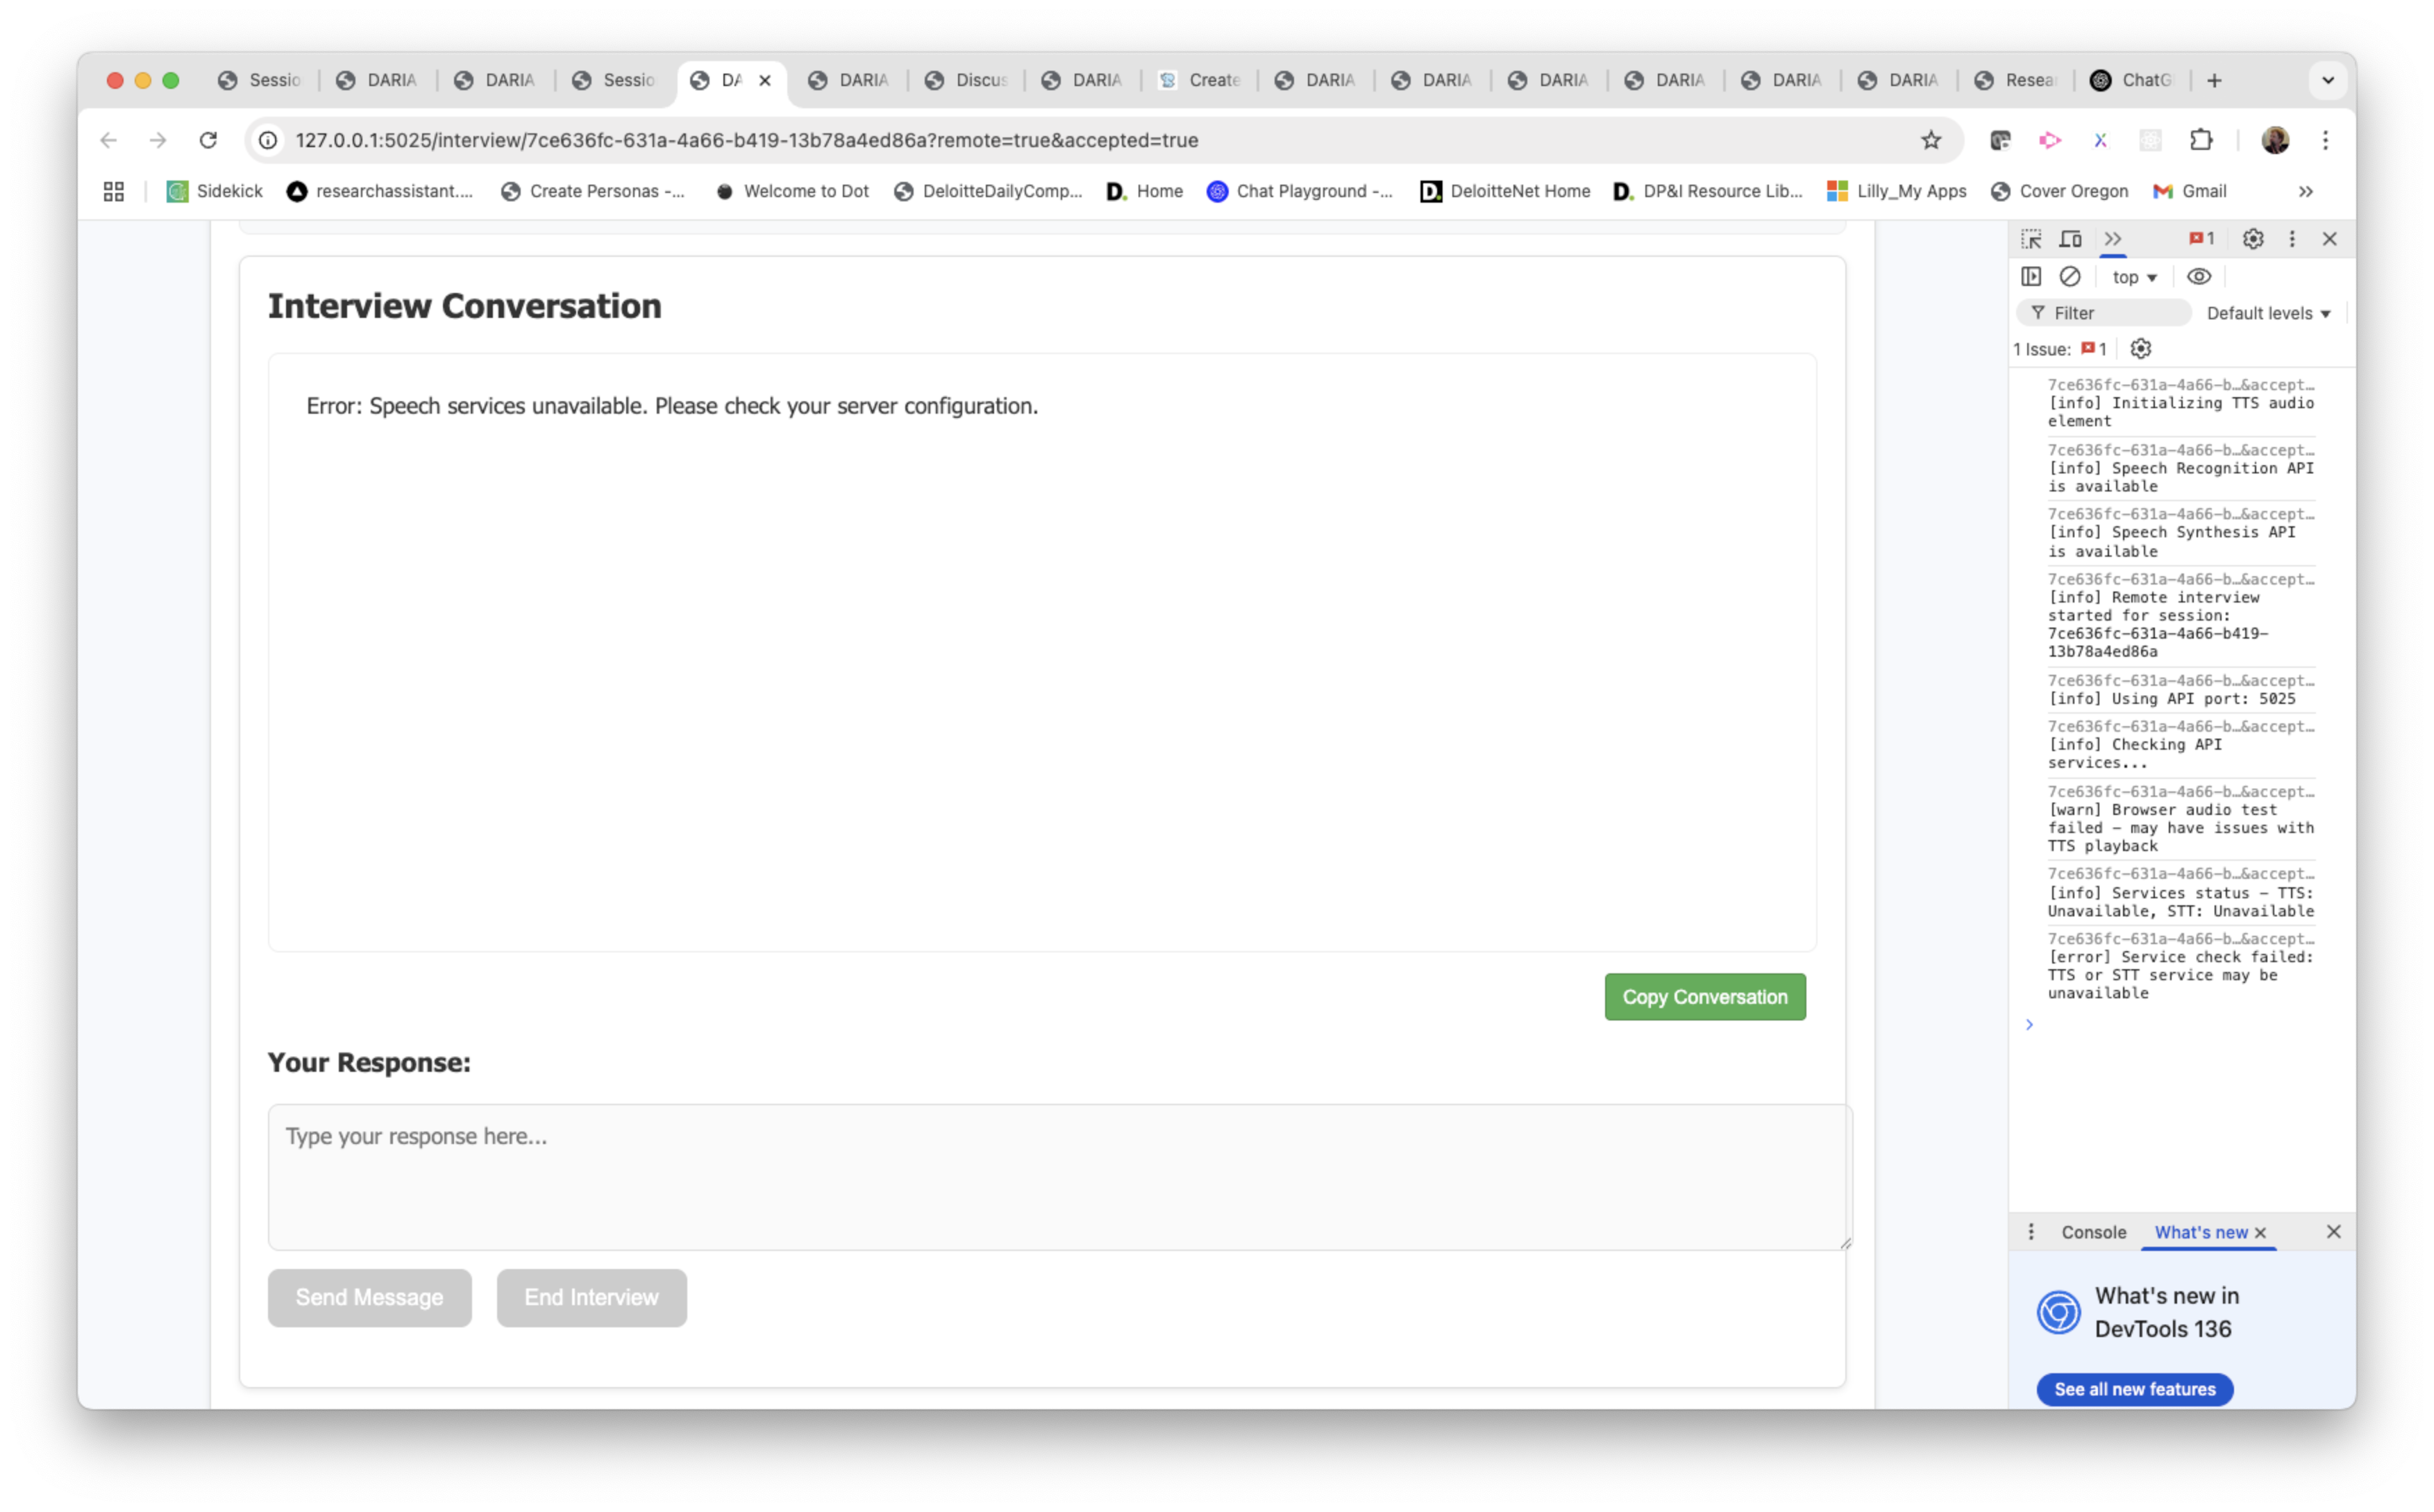 Sessio DARIA DARIA Sessio DA DARIA Discus DARIA Create DARIA DARIA DARIA DARIA DARIA DARIA Resear ChatG
127.0.0.1:5025/interview/7ce636fc-631a-4a66-b419-13b78a4ed86a?remote=true&accepted=true
Sidekick researchassistant.... Create Personas -... Welcome to Dot DeloitteDailyComp... D. Home Chat Playground -... D. DeloitteNet Home D. DP&I Resource Lib... Lilly_My Apps Cover Oregon Gmail
Interview Conversation
Error: Speech services unavailable. Please check your server configuration.
Copy Conversation
Your Response:
Type your response here...
Send Message End Interview
1
top
Filter Default levels
1 Issue: 1
7ce636fc-631a-4a66-b…&accept…
[info] Initializing TTS audio
element
7ce636fc-631a-4a66-b…&accept…
[info] Speech Recognition API
is available
7ce636fc-631a-4a66-b…&accept…
[info] Speech Synthesis API
is available
7ce636fc-631a-4a66-b…&accept…
[info] Remote interview
started for session:
7ce636fc-631a-4a66-b419-
13b78a4ed86a
7ce636fc-631a-4a66-b…&accept…
[info] Using API port: 5025
7ce636fc-631a-4a66-b…&accept…
[info] Checking API
services...
7ce636fc-631a-4a66-b…&accept…
[warn] Browser audio test
failed - may have issues with
TTS playback
7ce636fc-631a-4a66-b…&accept…
[info] Services status - TTS:
Unavailable, STT: Unavailable
7ce636fc-631a-4a66-b…&accept…
[error] Service check failed:
TTS or STT service may be
unavailable
Console What's new
What's new in
DevTools 136
See all new features